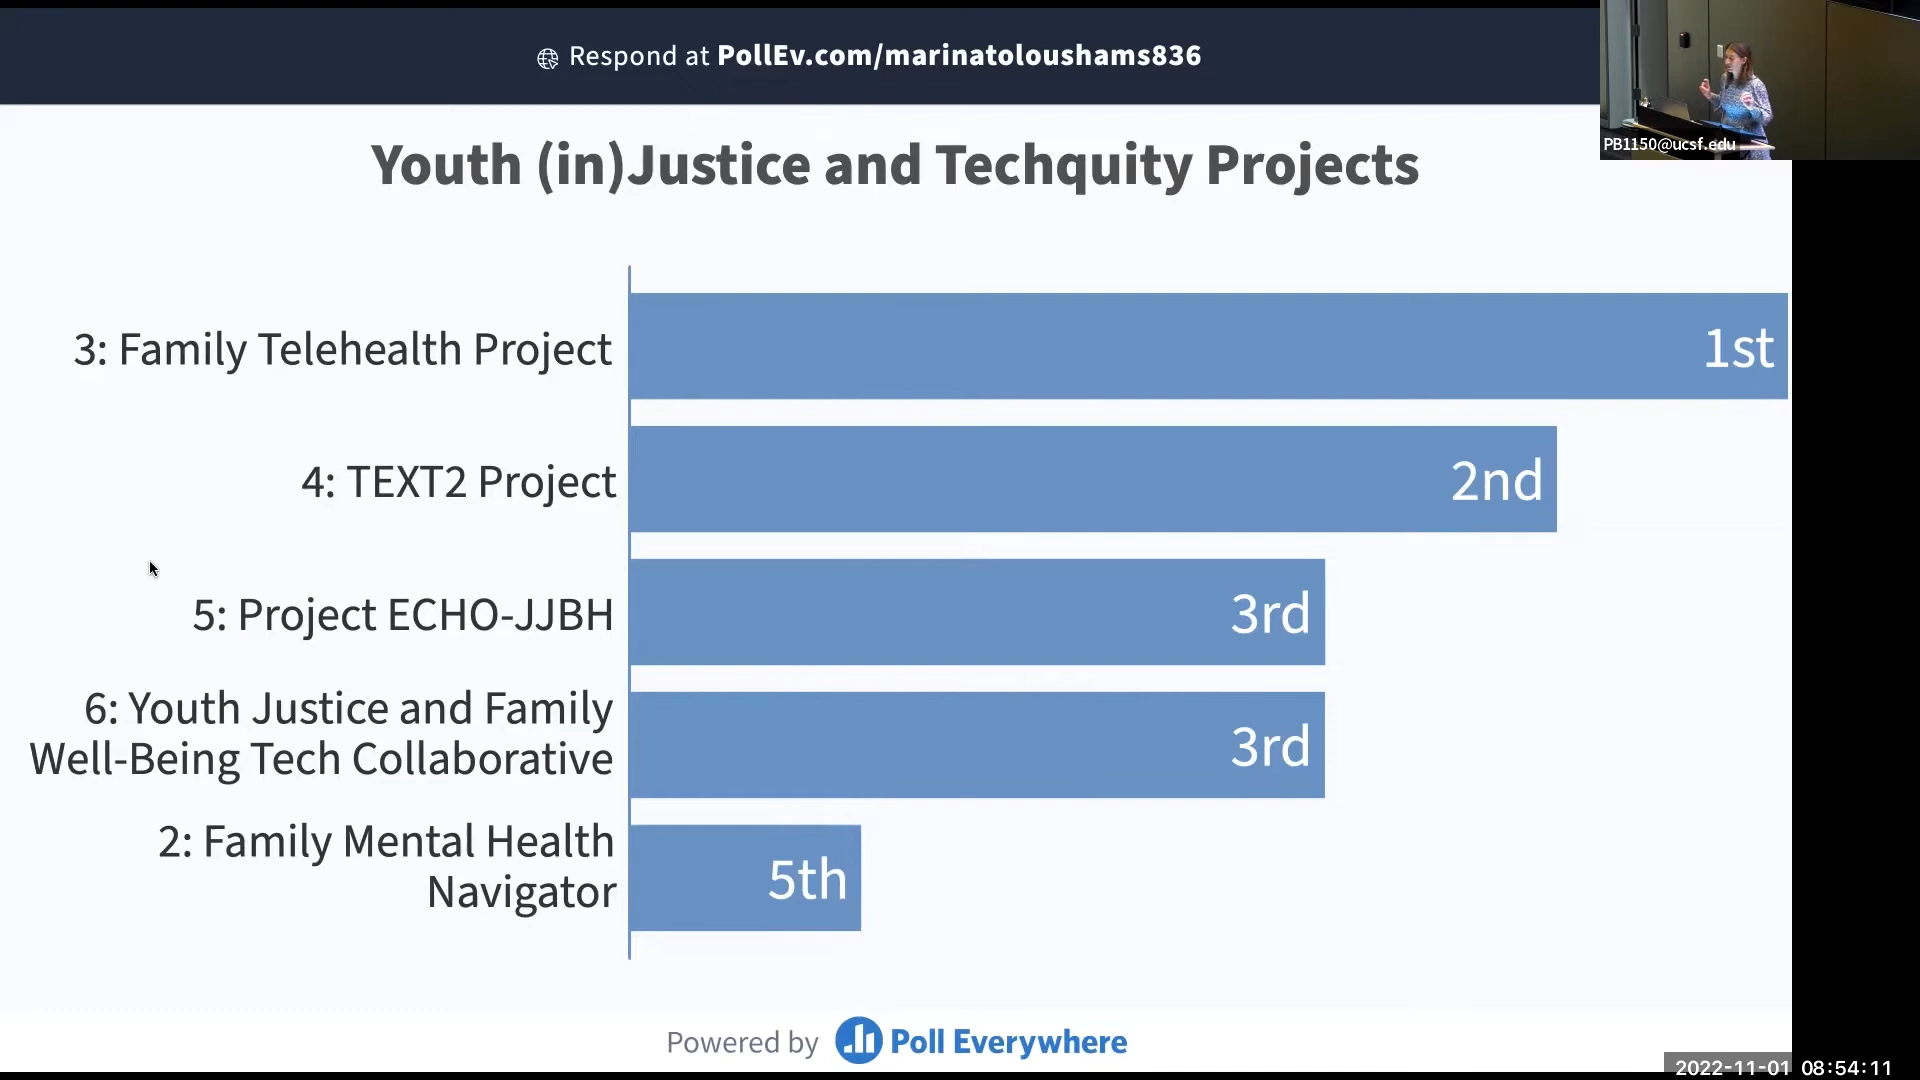 Respond at PollEv.com/marinatoloushams836
PB1150@ucsf.edu
Youth (in)Justice and Techquity Projects
3: Family Telehealth Project
1st
4: TEXT2 Project
2nd
5: Project ECHO-JJBH
3rd
6: Youth Justice and Family
Well-Being Tech Collaborative
3rd
2: Family Mental Health
Navigator
5th
Powered by Poll Everywhere
2022-11-01 08:54:11